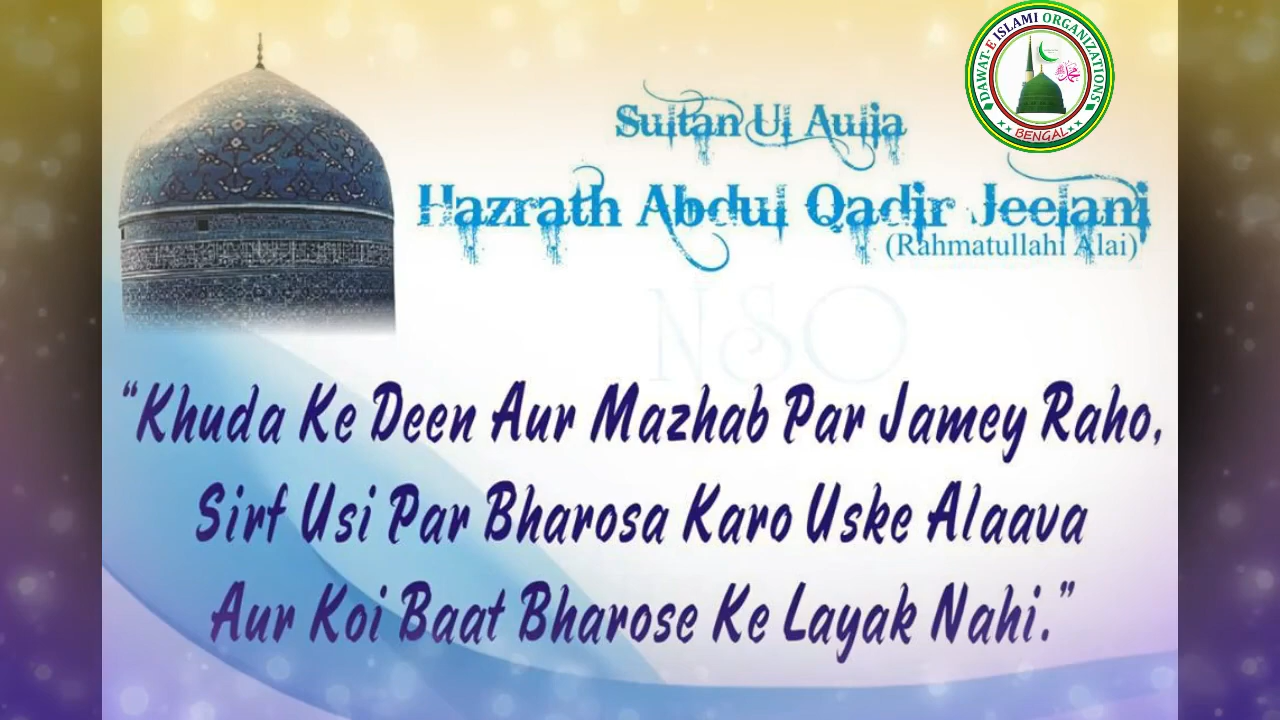 DAWAT-E ISLAMI ORGANIZATIONS
BENGAL
Sultan Ul Aulia
Hazrath Abdul Qadir Jeelani
(Rahmatullahi Alai)
NSO
"Khuda Ke Deen Aur Mazhab Par Jamey Raho,
Sirf Usi Par Bharosa Karo Uske Alaava
Aur Koi Baat Bharose Ke Layak Nahi."